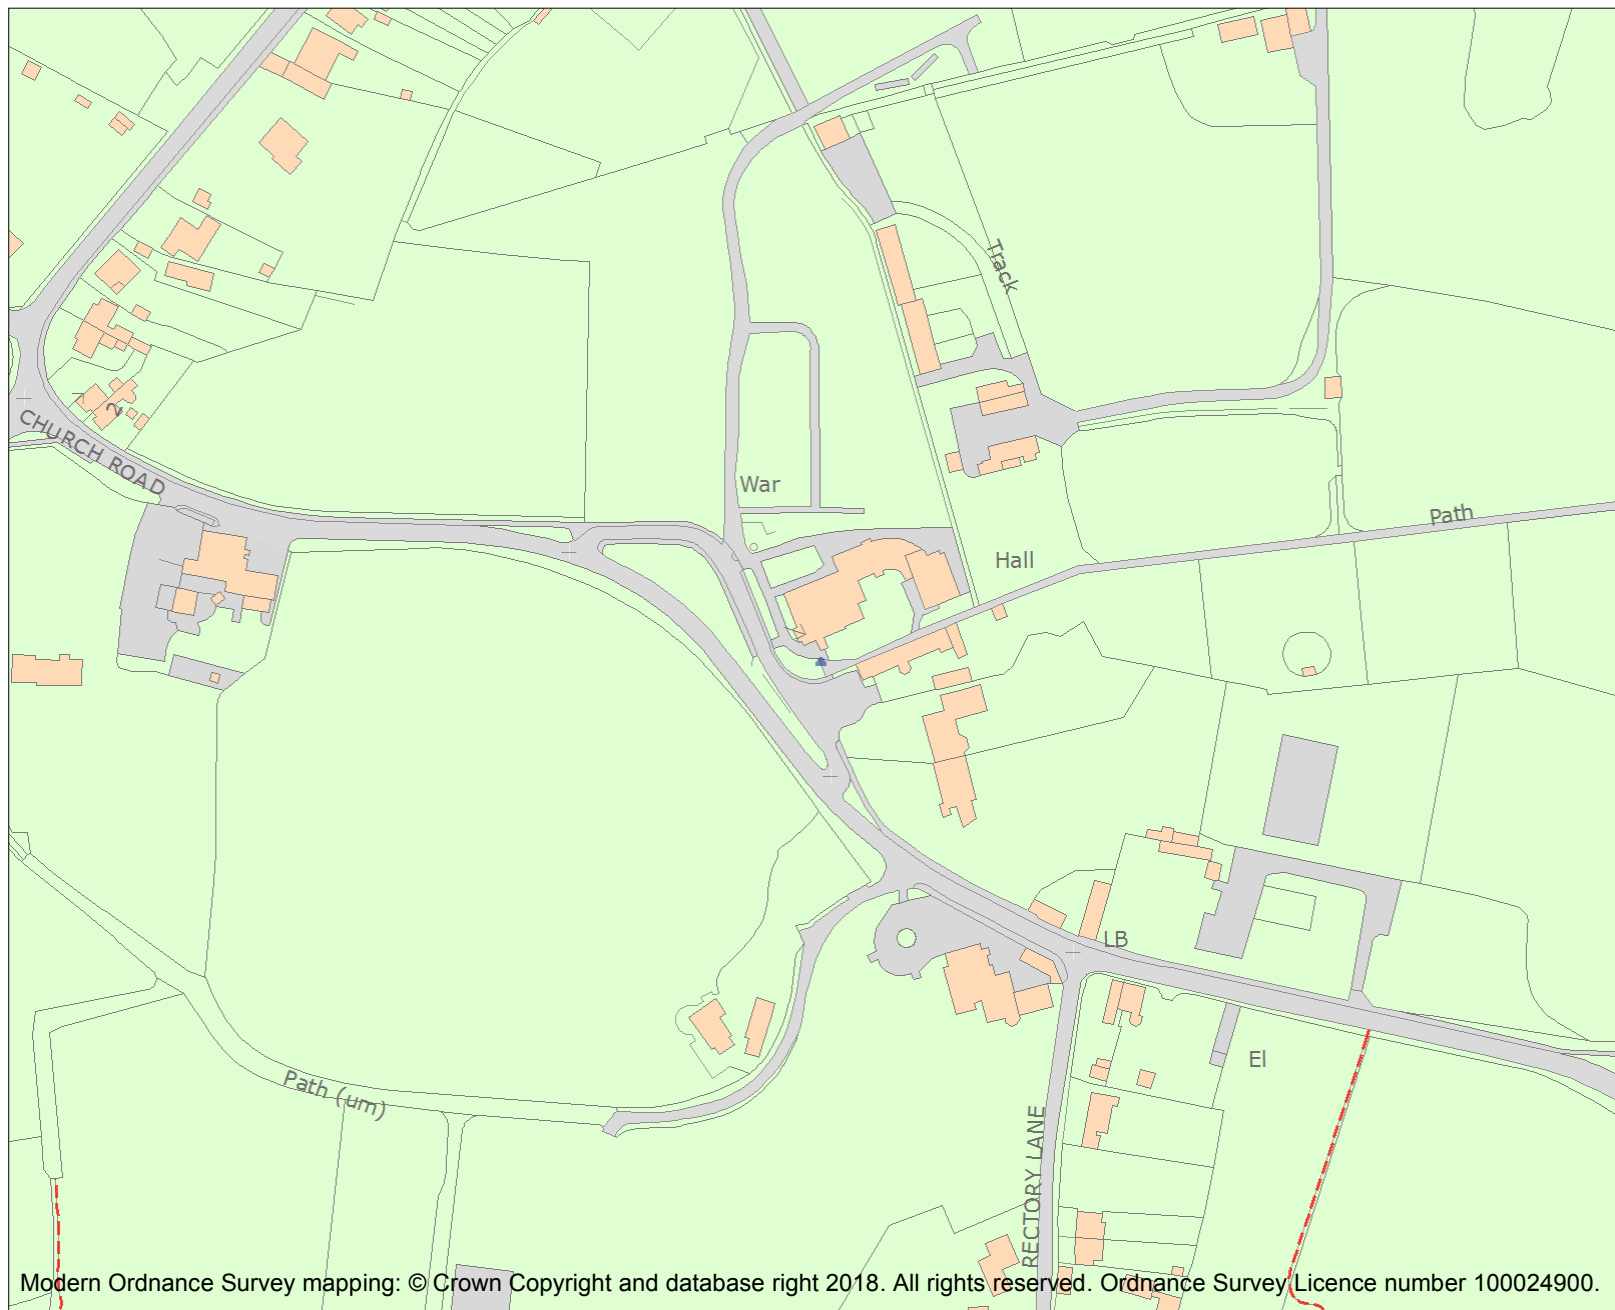 Track
2
CHURCH ROAD
War
Path
Hall
LB
El
Path (um)
RECTORY LANE
Modern Ordnance Survey mapping: © Crown Copyright and database right 2018. All rights reserved. Ordnance Survey Licence number 100024900.